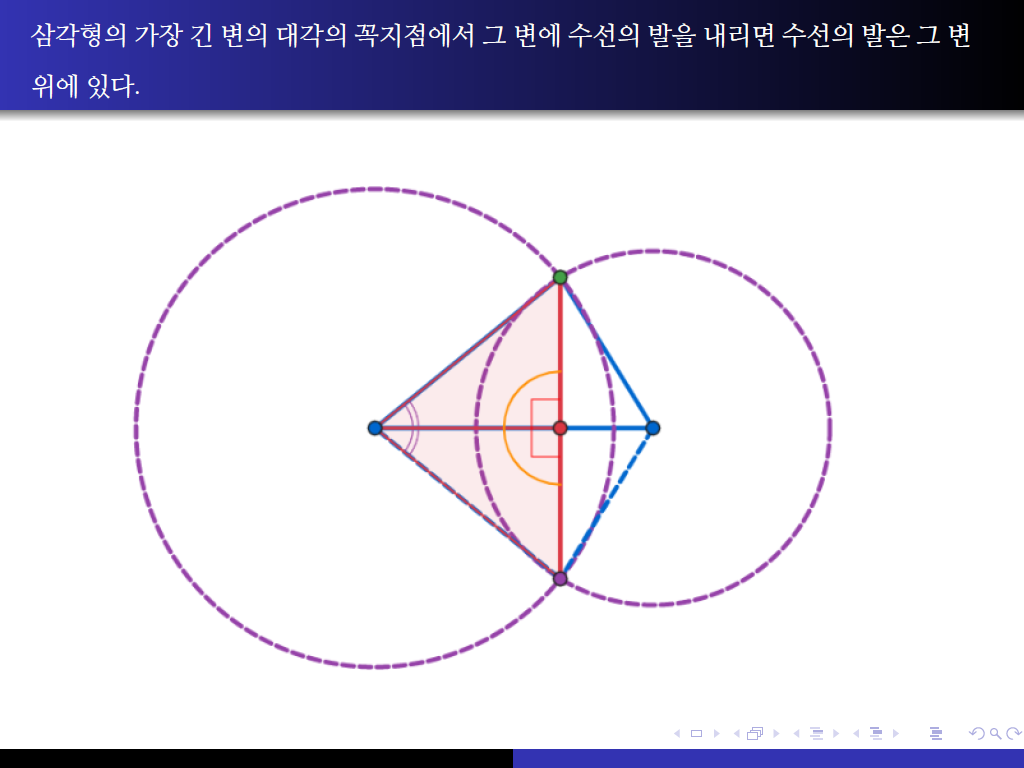 삼각형의 가장 긴 변의 대각의 꼭지점에서 그 변에 수선의 발을 내리면 수선의 발은 그 변
위에 있다.